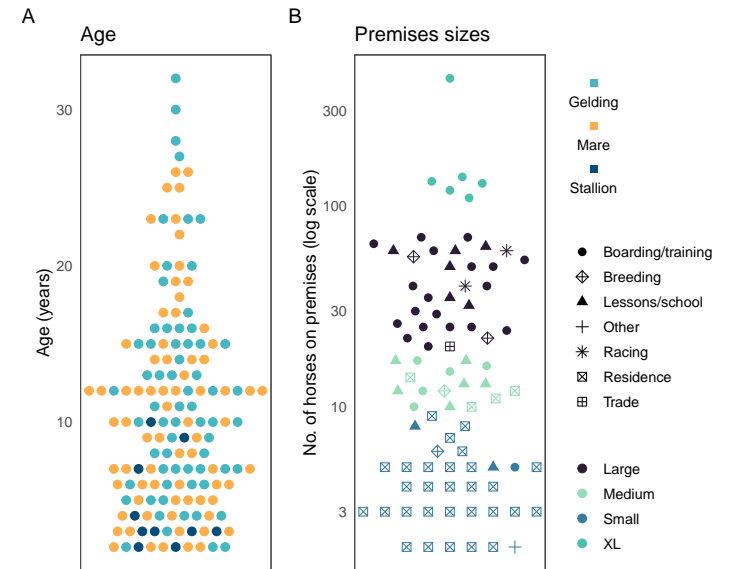 A
Age
Age (years)
30
20
10
B
Premises sizes
No. of horses on premises (log scale)
300
100
30
10
3
Gelding
Mare
Stallion
Boarding/training
Breeding
Lessons/school
Other
Racing
Residence
Trade
Large
Medium
Small
XL